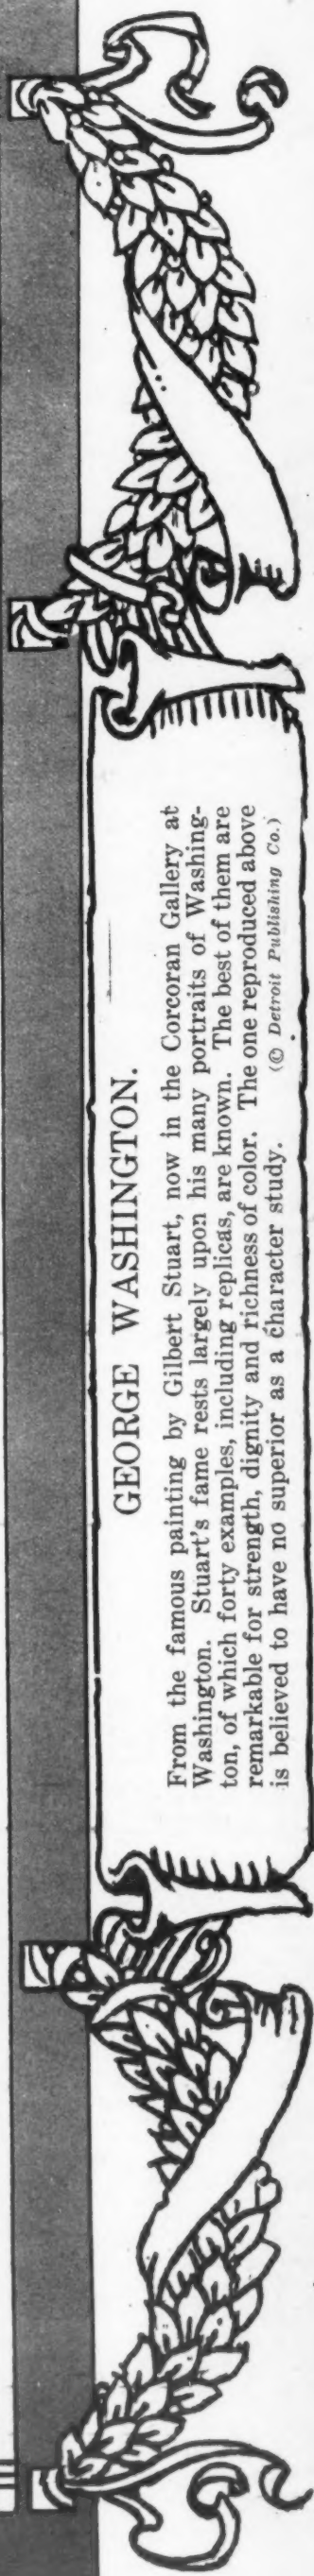 GEORGE WASHINGTON.
From the famous painting by Gilbert Stuart, now in the Corcoran Gallery at
Washington. Stuart's fame rests largely upon his many portraits of Washing-
ton, of which forty examples, including replicas, are known. The best of them are
remarkable for strength, dignity and richness of color. The one reproduced above
is believed to have no superior as a character study. (© Detroit Publishing Co.)